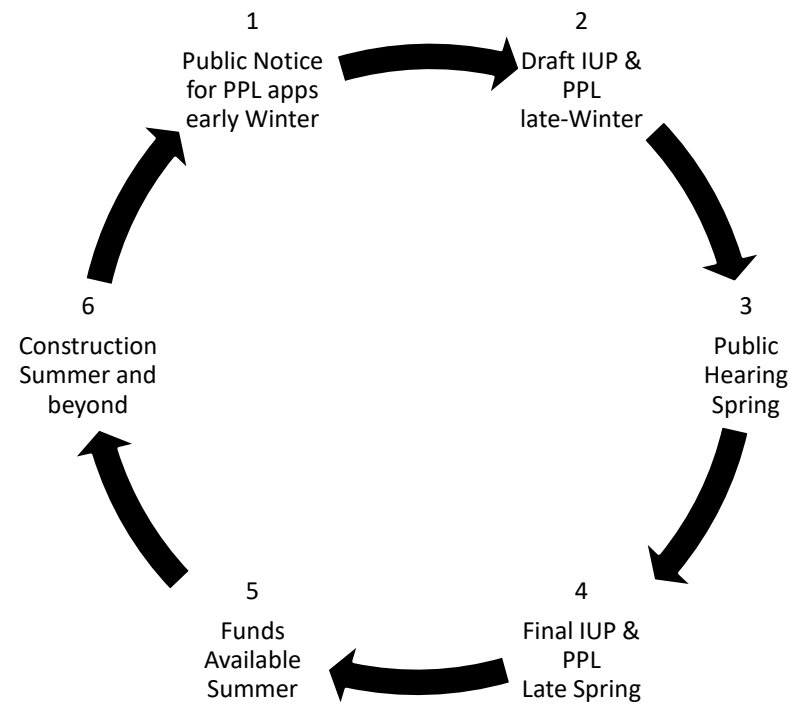 1
Public Notice
for PPL apps
early Winter
2
Draft IUP &
PPL
late-Winter
3
Public
Hearing
Spring
4
Final IUP &
PPL
Late Spring
5
Funds
Available
Summer
6
Construction
Summer and
beyond